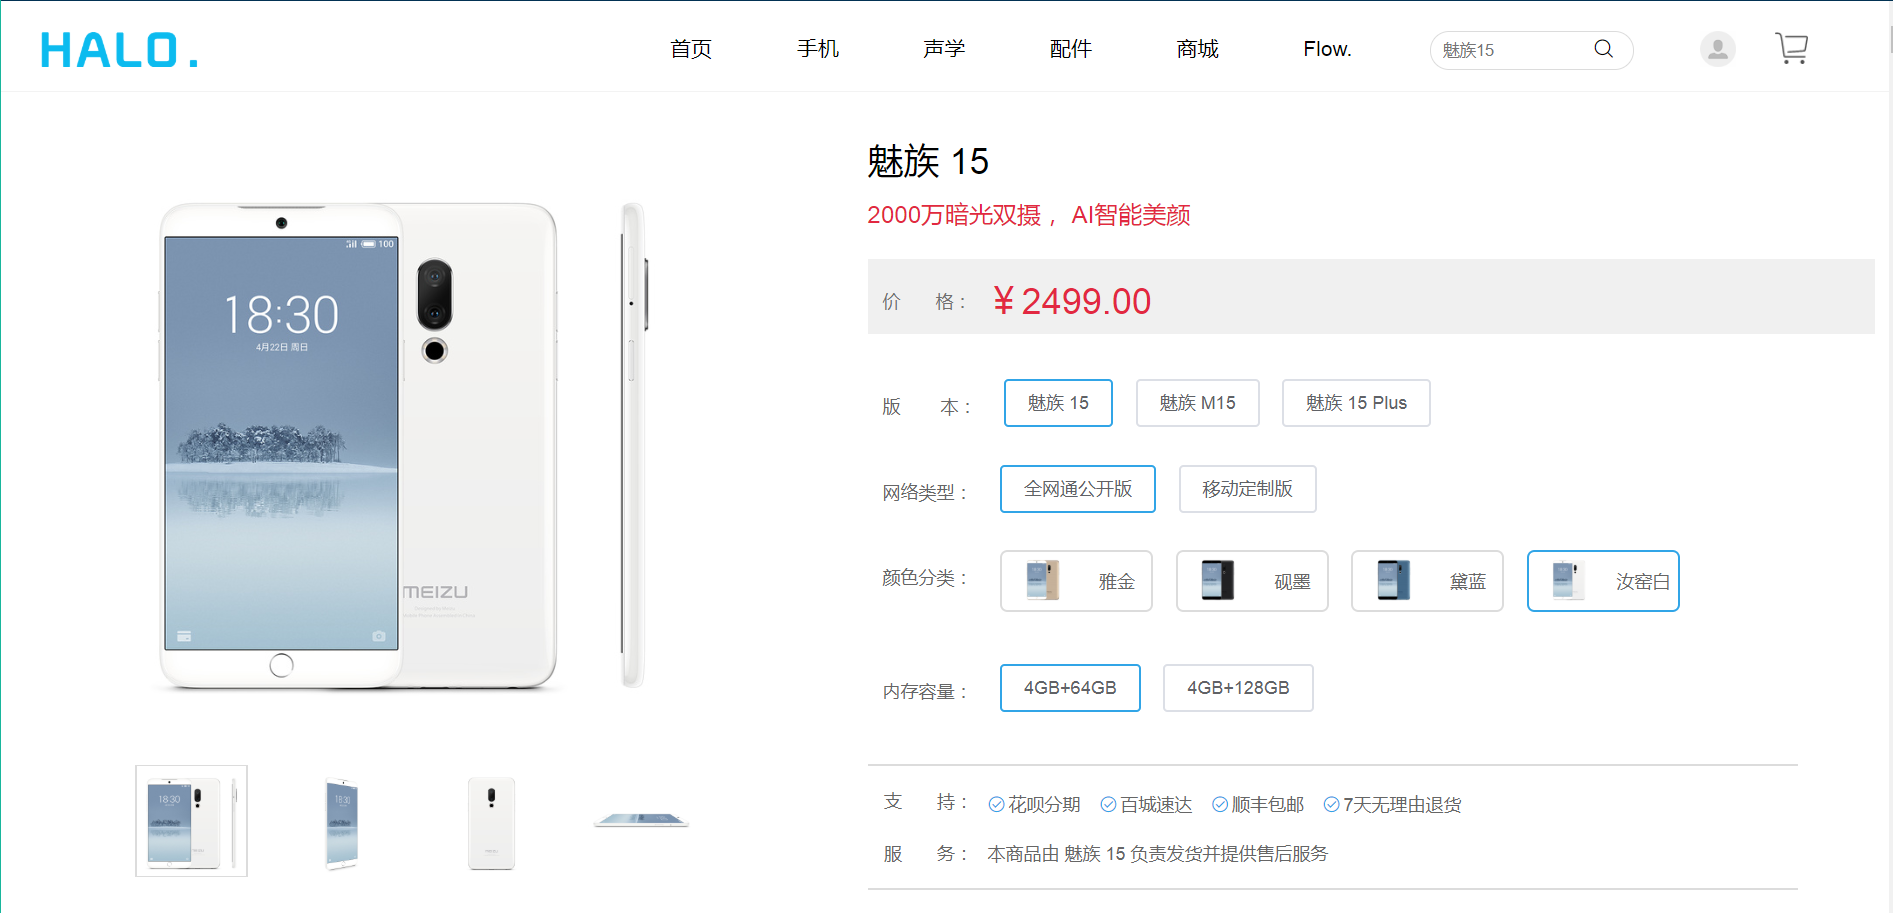 HALO.
首页 手机 声学 配件 商城 Flow. 魅族15
魅族 15
2000万暗光双摄，AI智能美颜
价 格： ¥2499.00
100
18:30
4月22日 周日
MEIZU
版 本： 魅族 15 魅族 M15 魅族 15 Plus
网络类型： 全网通公开版 移动定制版
颜色分类： 雅金 砚墨 黛蓝 汝窑白
内存容量： 4GB+64GB 4GB+128GB
18:30 18:30
支 持： 花呗分期 百城速达 顺丰包邮 7天无理由退货
服 务： 本商品由 魅族 15 负责发货并提供售后服务